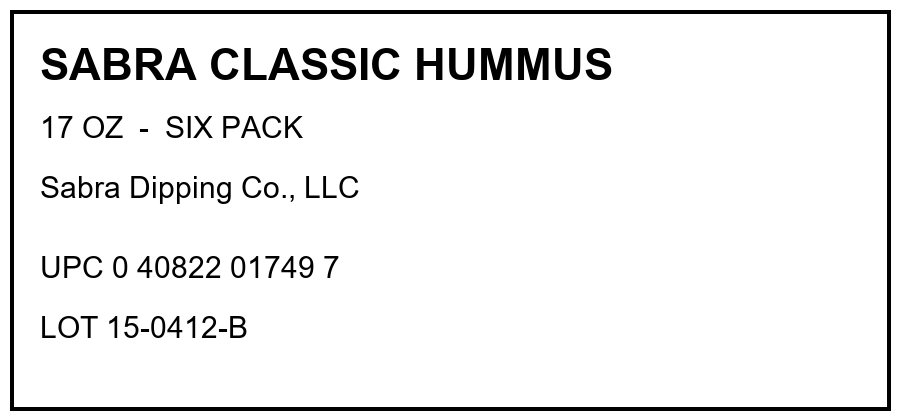 SABRA CLASSIC HUMMUS
17 OZ - SIX PACK
Sabra Dipping Co., LLC
UPC 0 40822 01749 7
LOT 15-0412-B